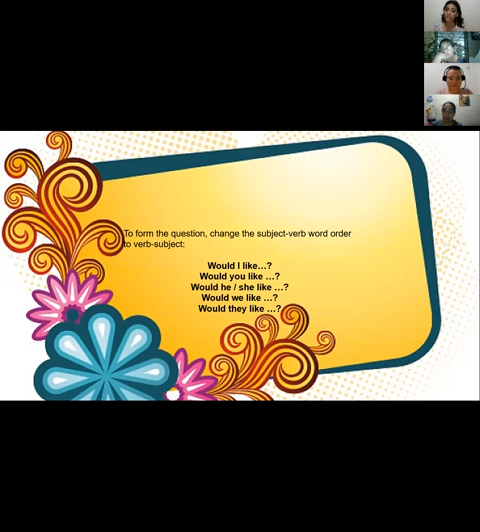 To form the question, change the subject-verb word order
to verb-subject:
Would I like…?
Would you like …?
Would he / she like …?
Would we like …?
Would they like …?